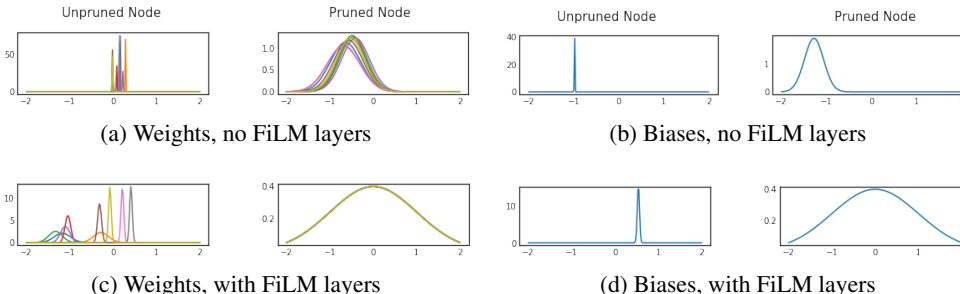 Unpruned Node Pruned Node Unpruned Node Pruned Node
50 0 −2 −1 0 1 2
1.0 0.5 0.0 −2 −1 0 1 2
40 20 0 −2 −1 0 1 2
1 0 −2 −1 0
(a) Weights, no FiLM layers (b) Biases, no FiLM layers
10 5 0 −2 −1 0 1 2
0.4 0.2 −2 −1 0 1 2
10 0 −2 −1 0 1 2
0.4 0.2 −2 −1 0 1
(c) Weights, with FiLM layers (d) Biases, with FiLM layers